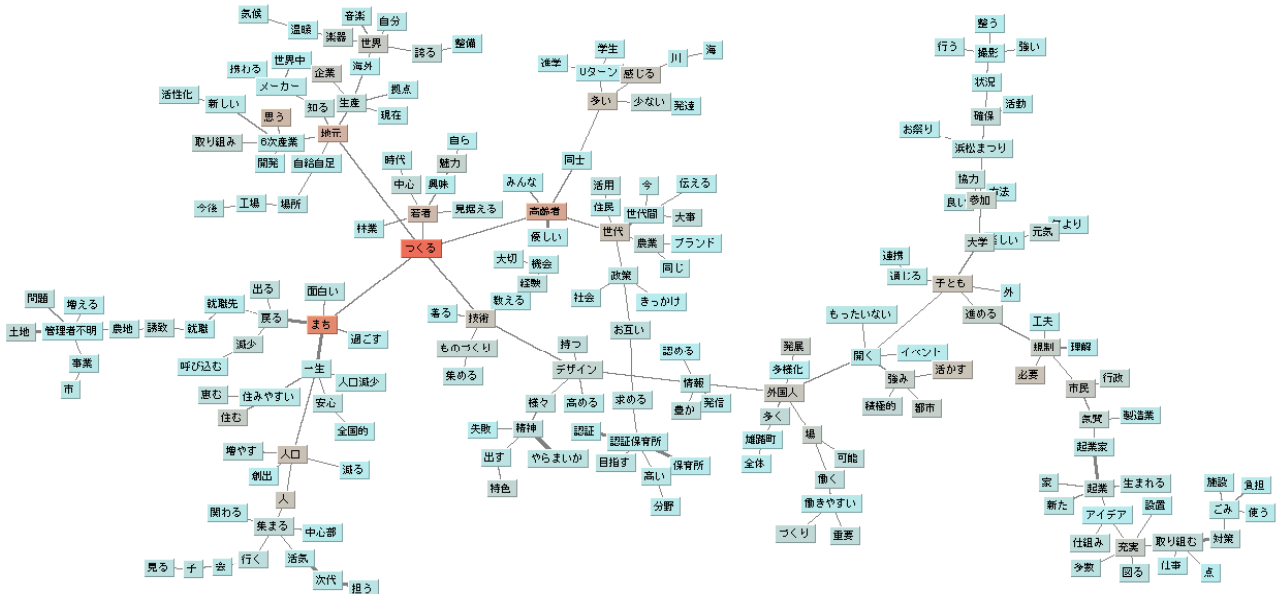 気候
音楽
自分
温暖
楽器
世界
誇る
整備
世界中
企業
海外
携わる
メーカー
拠点
活性化
新しい
知る
生産
現在
思う
地元
取り組み
6次産業
開発
自給自足
今後
工場
場所
学生
進学
Uターン
感じる
川
海
多い
少ない
発達
同士
整う
行う
撮影
強い
状況
確保
活動
お祭り
浜松まつり
協力
参加
大学
元気
自ら
時代
魅力
中心
興味
若者
見据える
林業
つくる
みんな
高齢者
優しい
活用
今
伝える
住民
世代間
大事
世代
農業
ブランド
同じ
大切
機会
経験
教える
政策
社会
きっかけ
お互い
連携
通じる
子ども
外
進める
もったいない
工夫
規制
理解
必要
行政
市民
気質
製造業
起業家
問題
増える
就職先
出る
面白い
土地
管理者不明
農地
誘致
就職
戻る
まち
過ごす
減少
呼び込む
事業
市
一生
人口減少
恵む
住みやすい
安心
住む
全国的
着る
技術
ものづくり
集める
持つ
デザイン
高める
様々
認める
情報
豊か
発信
求める
失敗
精神
やらまいか
出す
特色
認証
認証保育所
目指す
保育所
高い
分野
発展
多様化
外国人
多く
雄踏町
全体
場
可能
働く
働きやすい
づくり
重要
開く
イベント
強み
活かす
積極的
都市
増やす
人口
創出
減る
人
関わる
集まる
中心部
見る
子
会
行く
活気
次代
担う
家
起業
生まれる
新た
アイデア
設置
仕組み
充実
取り組む
対策
多数
図る
仕事
点
施設
負担
ごみ
使う